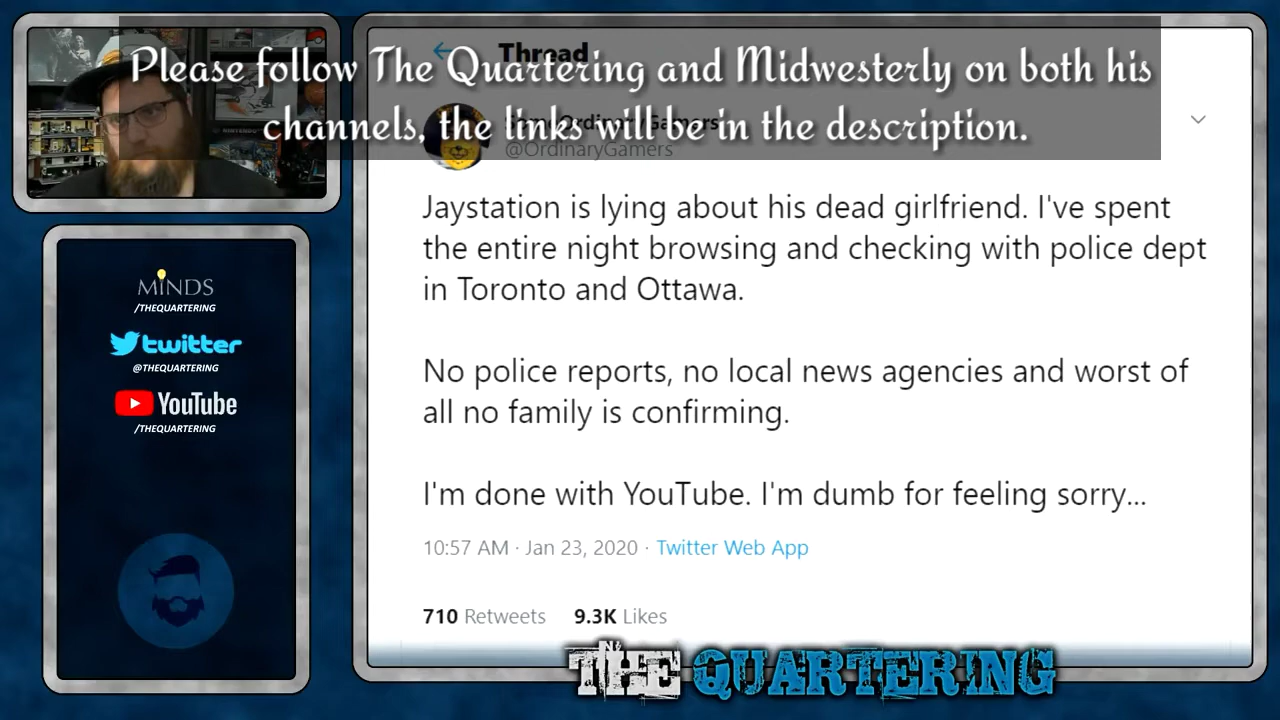 Please follow The Quartering and Midwesterly on both his
channels, the links will be in the description.
Thread
SomeOrdinaryGamers
@OrdinaryGamers
Jaystation is lying about his dead girlfriend. I've spent
the entire night browsing and checking with police dept
in Toronto and Ottawa.
No police reports, no local news agencies and worst of
all no family is confirming.
I'm done with YouTube. I'm dumb for feeling sorry...
10:57 AM · Jan 23, 2020 · Twitter Web App
710 Retweets 9.3K Likes
MINDS
/THEQUARTERING
twitter
@THEQUARTERING
YouTube
/THEQUARTERING
THE QUARTERING